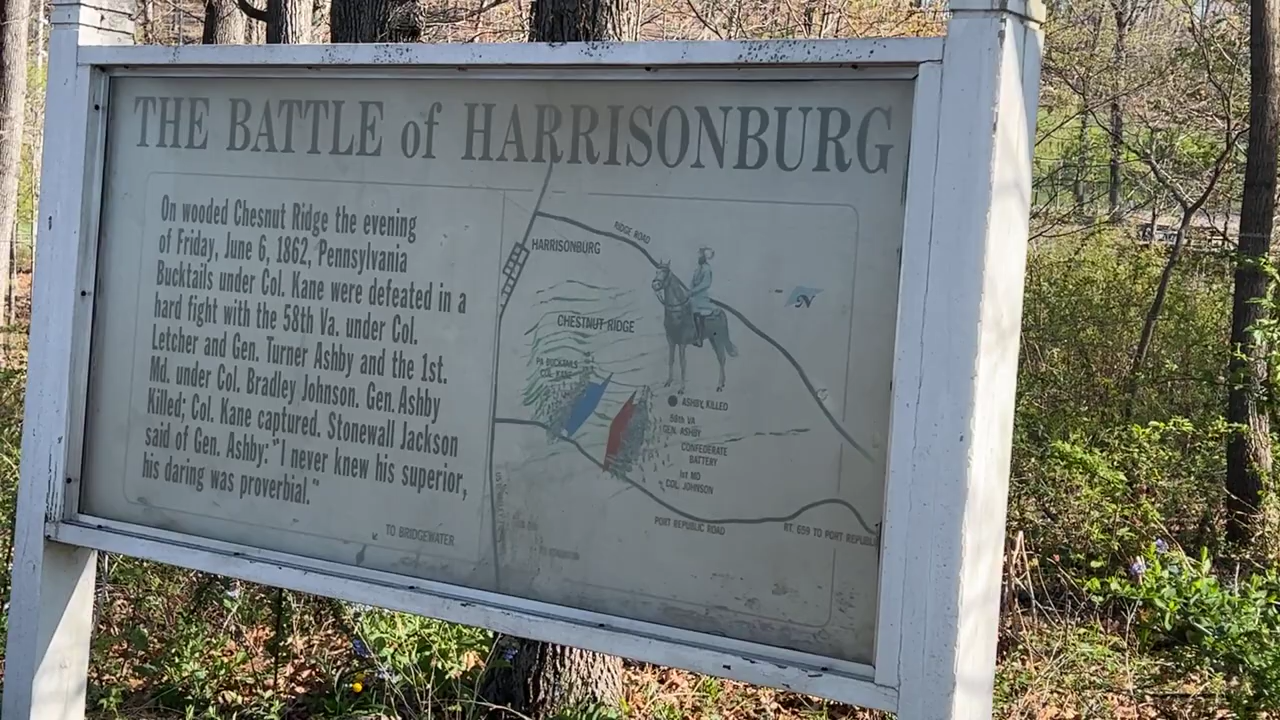 THE BATTLE of HARRISONBURG
On wooded Chesnut Ridge the evening
of Friday, June 6, 1862, Pennsylvania
Bucktails under Col. Kane were defeated in a
hard fight with the 58th Va. under Col.
Letcher and Gen. Turner Ashby and the 1st.
Md. under Col. Bradley Johnson. Gen. Ashby
Killed; Col. Kane captured. Stonewall Jackson
said of Gen. Ashby: "I never knew his superior,
his daring was proverbial."
TO BRIDGEWATER
RIDGE ROAD
HARRISONBURG
N
CHESTNUT RIDGE
PA BUCKTAILS
COL. KANE
ASHBY KILLED
58th VA
GEN. ASHBY
CONFEDERATE
BATTERY
1st MD
COL. JOHNSON
PORT REPUBLIC ROAD
RT. 659 TO PORT REPUBLI